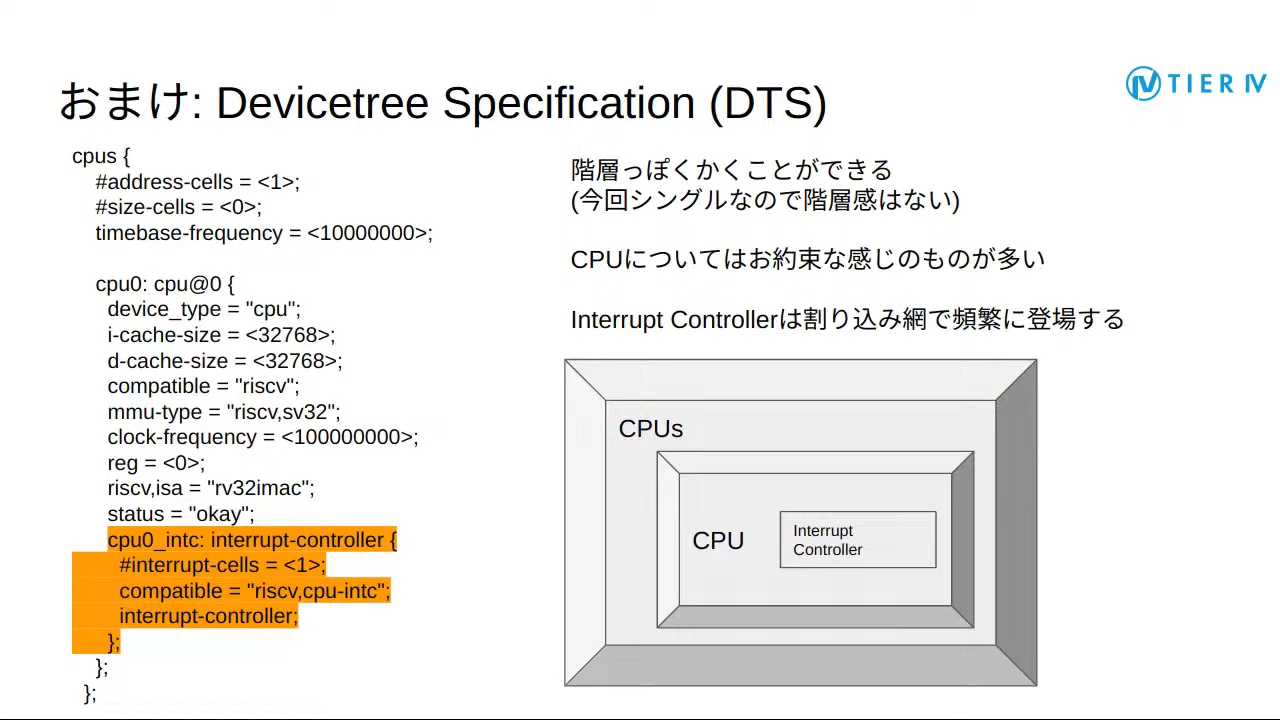 おまけ: Devicetree Specification (DTS)
TIER IV
cpus {
#address-cells = <1>;
#size-cells = <0>;
timebase-frequency = <10000000>;
cpu0: cpu@0 {
device_type = "cpu";
i-cache-size = <32768>;
d-cache-size = <32768>;
compatible = "riscv";
mmu-type = "riscv,sv32";
clock-frequency = <100000000>;
reg = <0>;
riscv,isa = "rv32imac";
status = "okay";
cpu0_intc: interrupt-controller {
#interrupt-cells = <1>;
compatible = "riscv,cpu-intc";
interrupt-controller;
};
};
};
階層っぽくかくことができる
(今回シングルなので階層感はない)
CPUについてはお約束な感じのものが多い
Interrupt Controllerは割り込み網で頻繁に登場する
CPUs
CPU
Interrupt
Controller